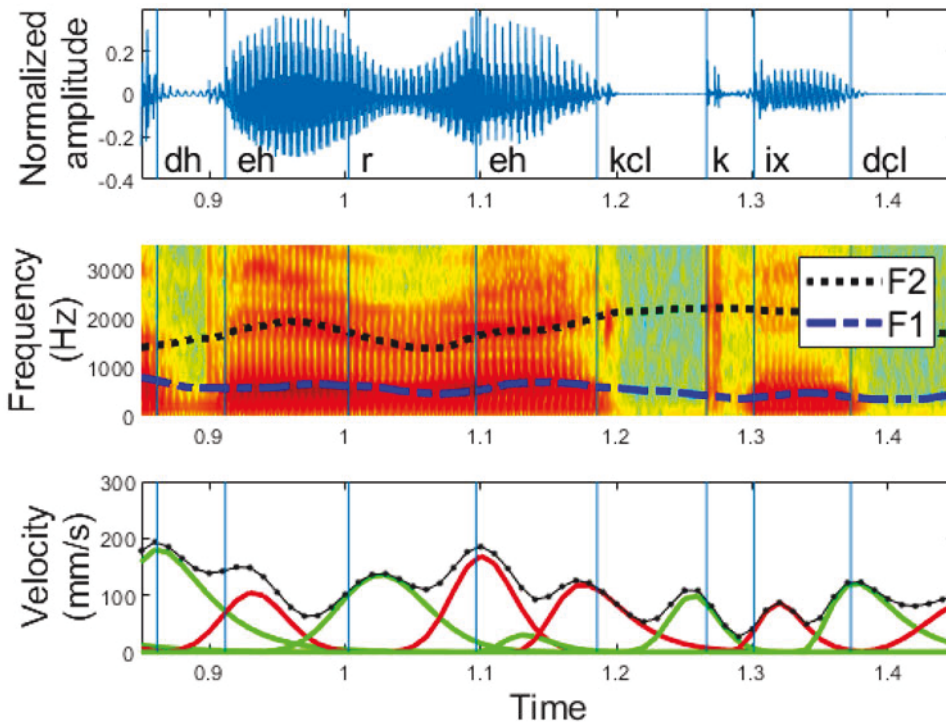 Normalized
amplitude
0.2
0
-0.2
-0.4
dh eh r eh kcl k ix dcl
0.9 1 1.1 1.2 1.3 1.4
Frequency
(Hz)
3000
2000
1000
0
F2
F1
0.9 1 1.1 1.2 1.3 1.4
Velocity
(mm/s)
300
200
100
0
0.9 1 1.1 1.2 1.3 1.4
Time